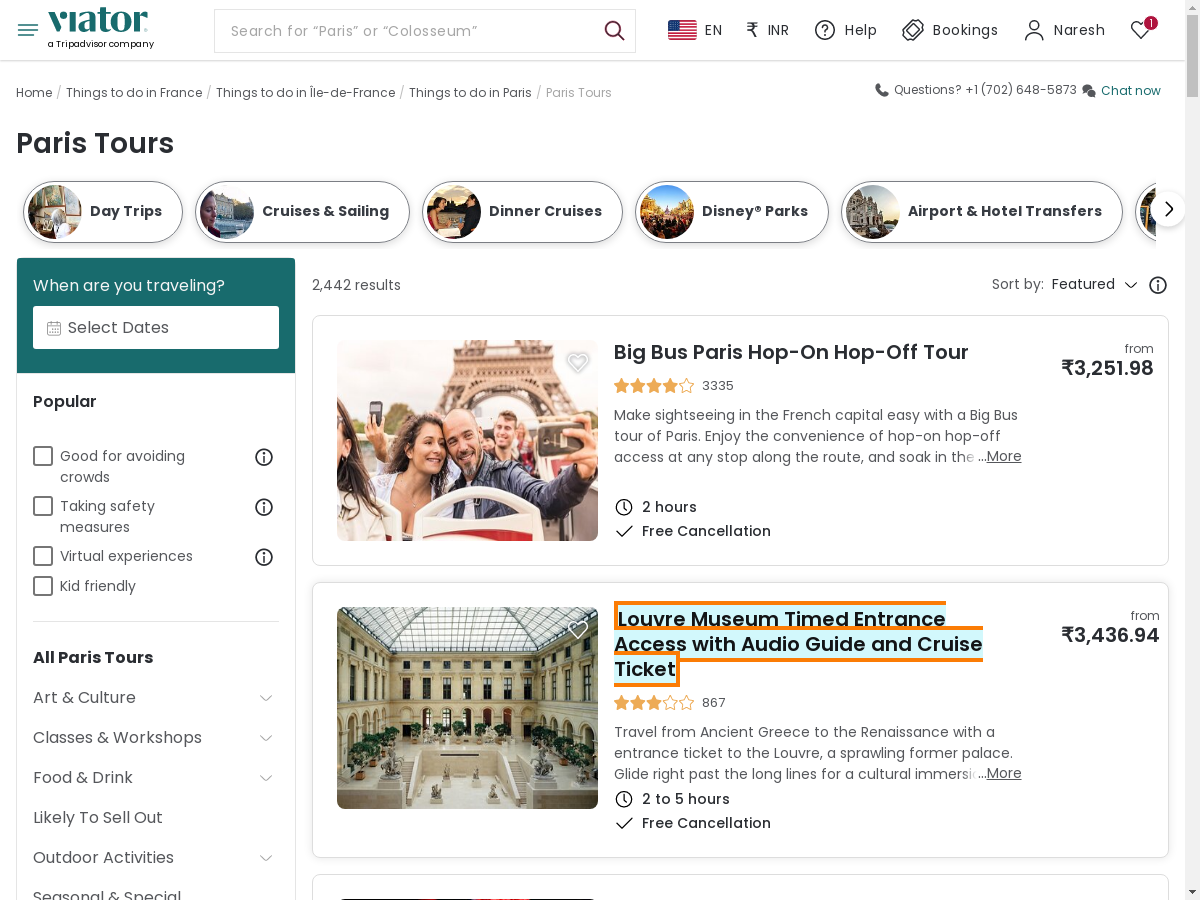 viator
a Tripadvisor company
Search for “Paris” or “Colosseum”
EN
₹ INR
Help
Bookings
Naresh
1
Home / Things to do in France / Things to do in Île-de-France / Things to do in Paris / Paris Tours
Questions? +1 (702) 648-5873
Chat now
Paris Tours
Day Trips
Cruises & Sailing
Dinner Cruises
Disney® Parks
Airport & Hotel Transfers
When are you traveling?
Select Dates
Popular
Good for avoiding
crowds
Taking safety
measures
Virtual experiences
Kid friendly
All Paris Tours
Art & Culture
Classes & Workshops
Food & Drink
Likely To Sell Out
Outdoor Activities
Seasonal & Special
2,442 results
Sort by: Featured
Big Bus Paris Hop-On Hop-Off Tour
3335
Make sightseeing in the French capital easy with a Big Bus
tour of Paris. Enjoy the convenience of hop-on hop-off
access at any stop along the route, and soak in the ...More
2 hours
Free Cancellation
from
₹3,251.98
Louvre Museum Timed Entrance
Access with Audio Guide and Cruise
Ticket
867
Travel from Ancient Greece to the Renaissance with a
entrance ticket to the Louvre, a sprawling former palace.
Glide right past the long lines for a cultural immersi...More
2 to 5 hours
Free Cancellation
from
₹3,436.94